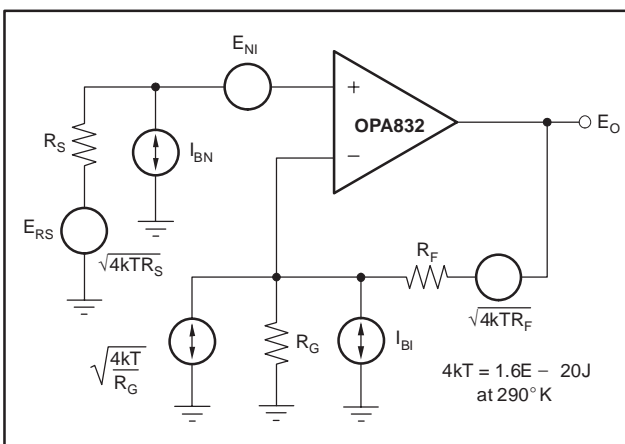 E_NI
+
OPA832
−
E_O
R_S
I_BN
E_RS
√4kTR_S
R_F
√4kTR_F
√4kT/R_G
R_G
I_BI
4kT = 1.6E − 20J
at 290°K